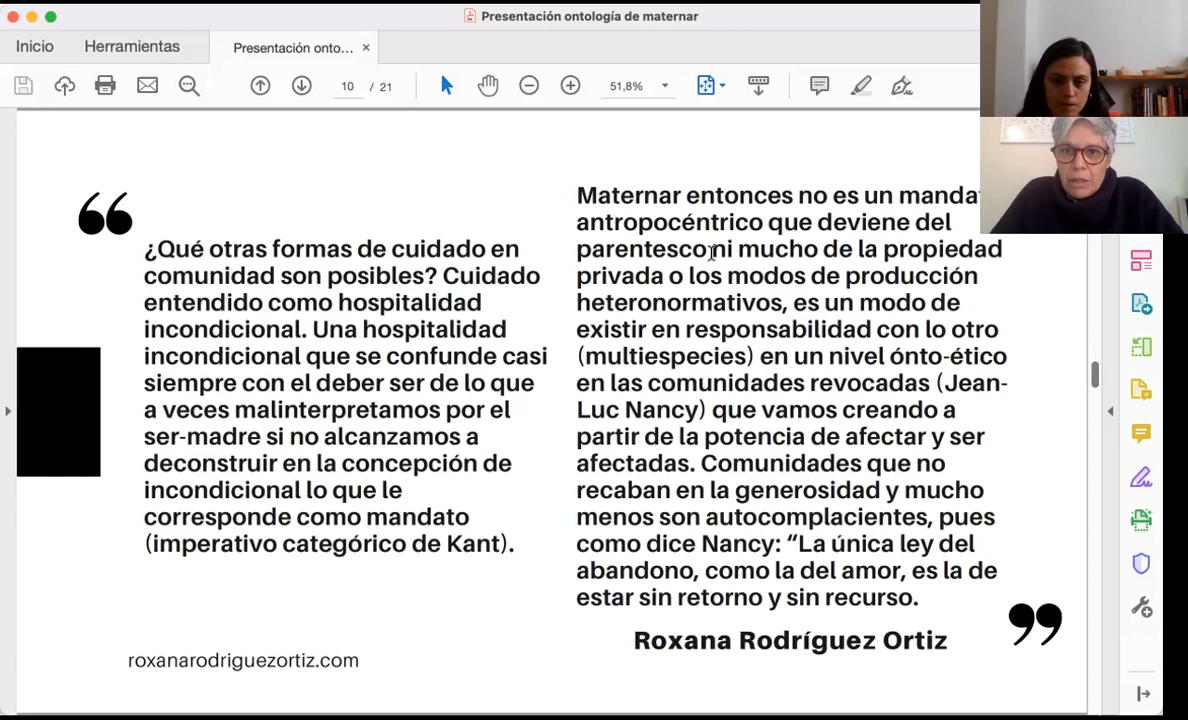 Presentación ontología de maternar
Inicio
Herramientas
Presentación onto... ×
10 / 21
51,8%
“
¿Qué otras formas de cuidado en
comunidad son posibles? Cuidado
entendido como hospitalidad
incondicional. Una hospitalidad
incondicional que se confunde casi
siempre con el deber ser de lo que
a veces malinterpretamos por el
ser-madre si no alcanzamos a
deconstruir en la concepción de
incondicional lo que le
corresponde como mandato
(imperativo categórico de Kant).
roxanarodriguezortiz.com
Maternar entonces no es un manda
antropocéntrico que deviene del
parentesco ni mucho de la propiedad
privada o los modos de producción
heteronormativos, es un modo de
existir en responsabilidad con lo otro
(multiespecies) en un nivel ónto-ético
en las comunidades revocadas (Jean-
Luc Nancy) que vamos creando a
partir de la potencia de afectar y ser
afectadas. Comunidades que no
recaban en la generosidad y mucho
menos son autocomplacientes, pues
como dice Nancy: “La única ley del
abandono, como la del amor, es la de
estar sin retorno y sin recurso.
”
Roxana Rodríguez Ortiz